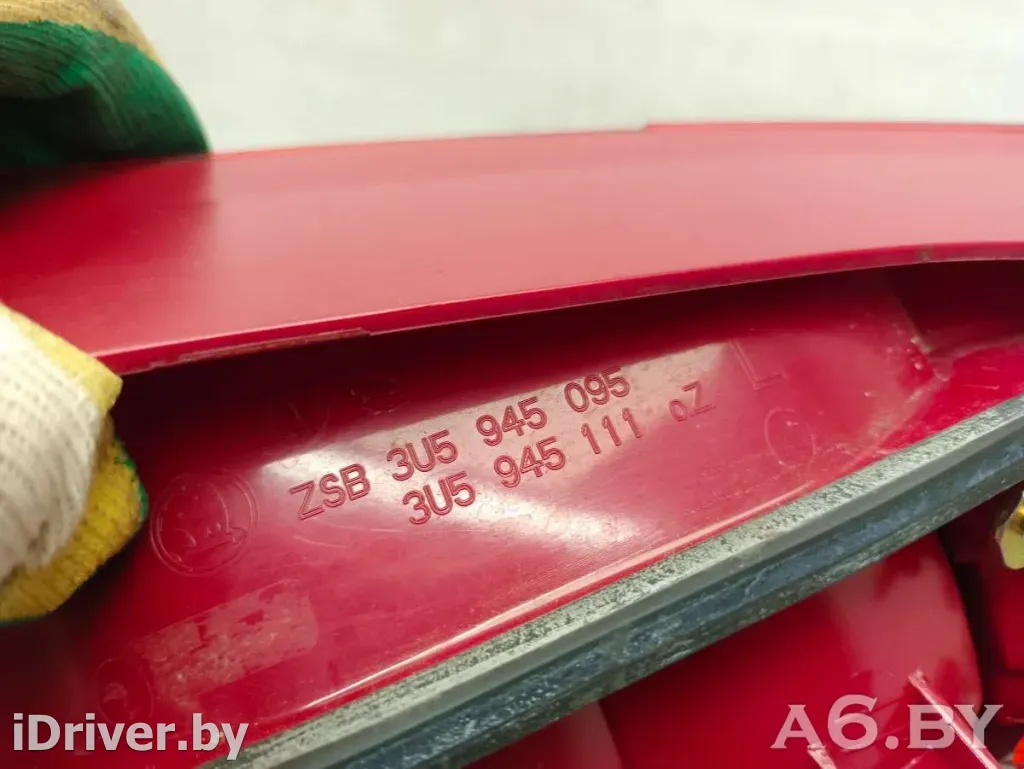 ZSB 3U5 945 095
3U5 945 111 oZ
L
iDriver.by
A6.BY